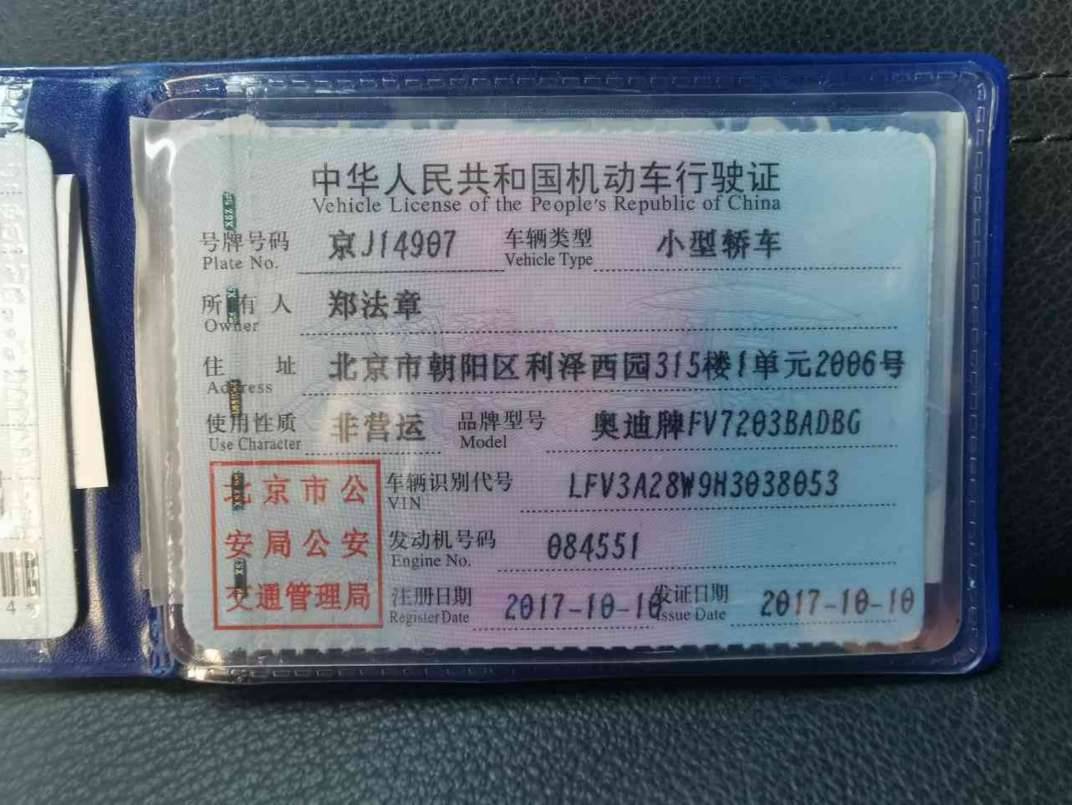 中华人民共和国机动车行驶证
Vehicle License of the People's Republic of China
号牌号码 京J14907 车辆类型 小型轿车
Plate No. Vehicle Type
所有人 郑法章
Owner
住址 北京市朝阳区利泽西园315楼1单元2006号
Address
使用性质 非营运 品牌型号 奥迪牌FV7203BADBG
Use Character Model
车辆识别代号 LFV3A28W9H3038053
VIN
发动机号码 084551
Engine No.
注册日期 2017-10-10 发证日期 2017-10-10
Register Date Issue Date
北京市公
安局公安
交通管理局